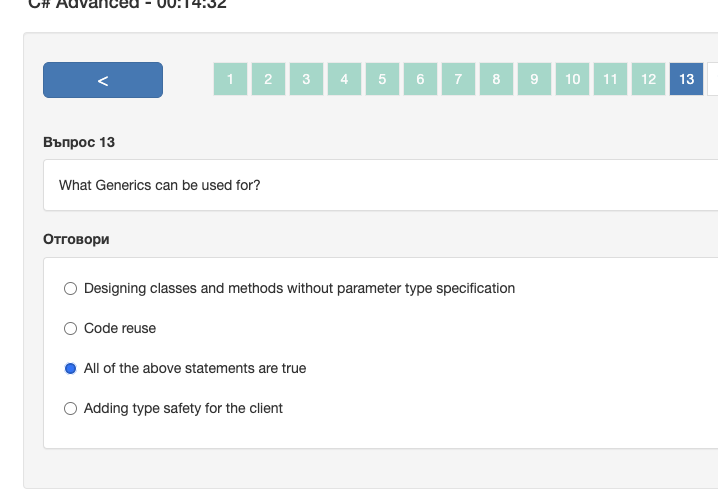 C# Advanced - 00:14:32
<
1 2 3 4 5 6 7 8 9 10 11 12 13
Въпрос 13
What Generics can be used for?
Отговори
Designing classes and methods without parameter type specification
Code reuse
All of the above statements are true
Adding type safety for the client